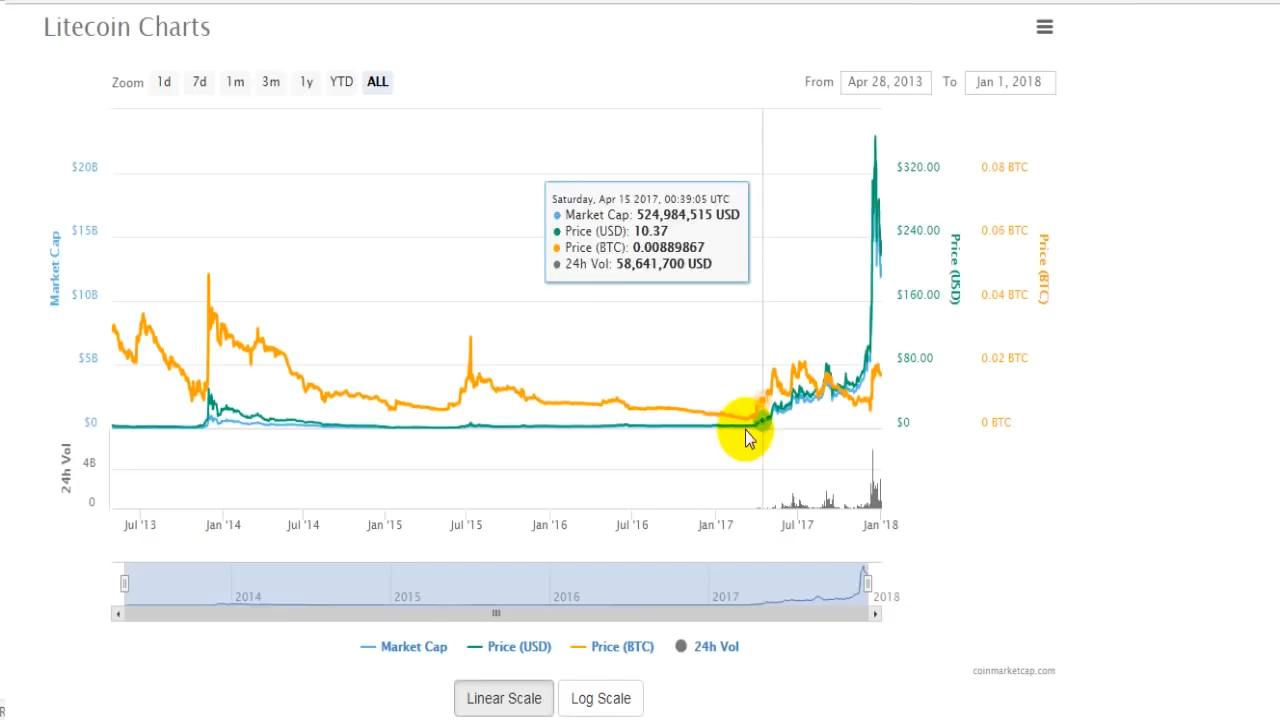 Litecoin Charts
Zoom 1d 7d 1m 3m 1y YTD ALL From Apr 28, 2013 To Jan 1, 2018
$20B $320.00 0.08 BTC
Saturday, Apr 15 2017, 00:39:05 UTC
Market Cap: 524,984,515 USD
Price (USD): 10.37
Price (BTC): 0.00889867
24h Vol: 58,641,700 USD
$15B $240.00 0.06 BTC
Market Cap
Price (USD)
Price (BTC)
$10B $160.00 0.04 BTC
$5B $80.00 0.02 BTC
$0 $0 0 BTC
24h Vol
4B
0
Jul '13 Jan '14 Jul '14 Jan '15 Jul '15 Jan '16 Jul '16 Jan '17 Jul '17 Jan '18
2014 2015 2016 2017 2018
Market Cap Price (USD) Price (BTC) 24h Vol
coinmarketcap.com
Linear Scale Log Scale
R